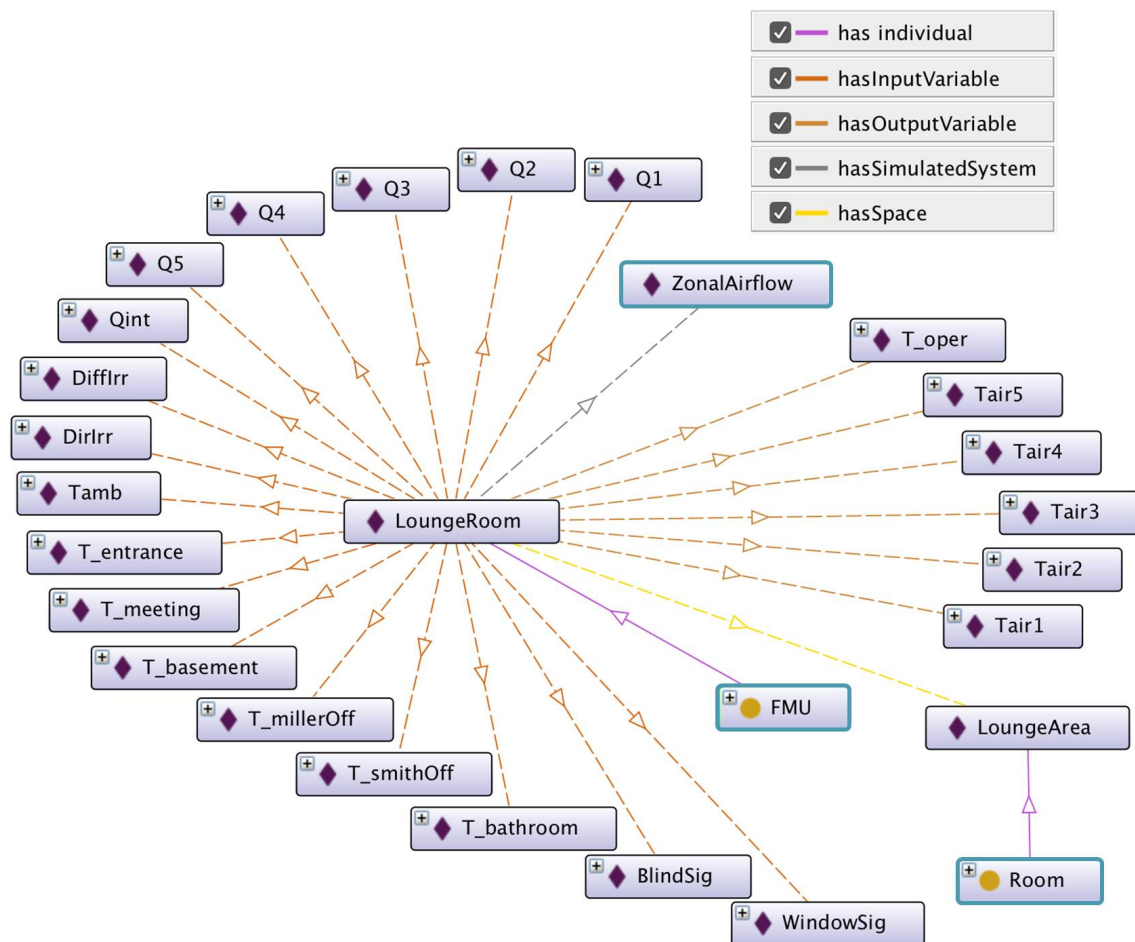 has individual
hasInputVariable
hasOutputVariable
hasSimulatedSystem
hasSpace
Q2
Q1
Q3
Q4
Q5
ZonalAirflow
Qint
T_oper
DiffIrr
Tair5
DirIrr
Tair4
Tamb
Tair3
LoungeRoom
T_entrance
Tair2
T_meeting
Tair1
T_basement
FMU
T_millerOff
LoungeArea
T_smithOff
T_bathroom
BlindSig
Room
WindowSig